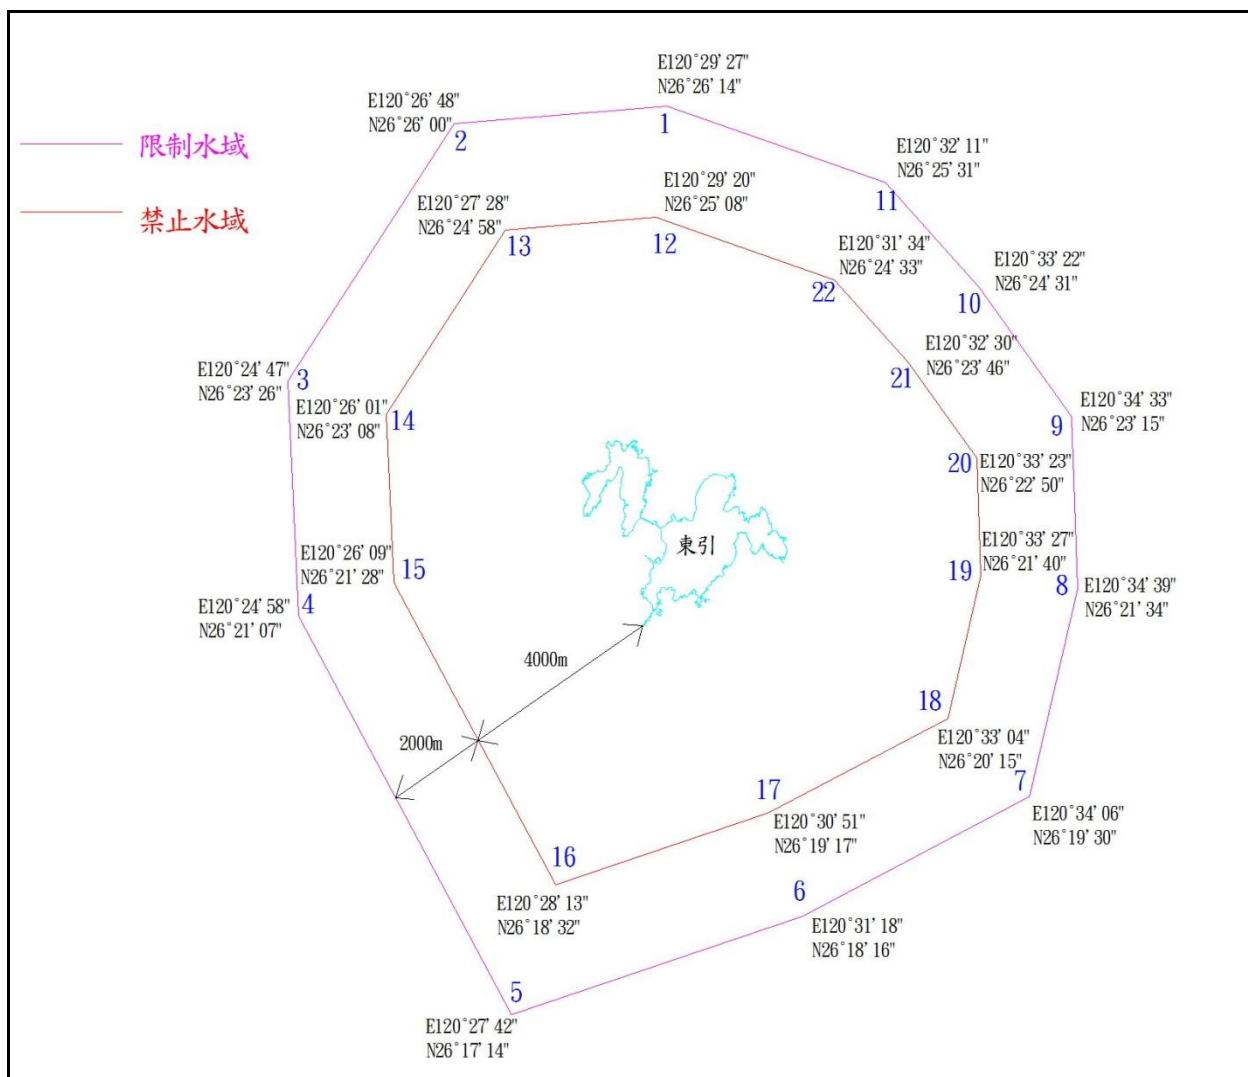 E120°29' 27"
N26°26' 14"
1
E120°26' 48"
N26°26' 00"
2
限制水域
禁止水域
E120°32' 11"
N26°25' 31"
11
E120°29' 20"
N26°25' 08"
12
E120°27' 28"
N26°24' 58"
13
E120°31' 34"
N26°24' 33"
22
E120°33' 22"
N26°24' 31"
10
E120°32' 30"
N26°23' 46"
21
E120°24' 47"
N26°23' 26"
3
E120°26' 01"
N26°23' 08"
14
E120°34' 33"
N26°23' 15"
9
E120°33' 23"
N26°22' 50"
20
東引
E120°26' 09"
N26°21' 28"
15
E120°33' 27"
N26°21' 40"
19
E120°24' 58"
N26°21' 07"
4
E120°34' 39"
N26°21' 34"
8
4000m
2000m
18
E120°33' 04"
N26°20' 15"
7
E120°34' 06"
N26°19' 30"
17
E120°30' 51"
N26°19' 17"
16
E120°28' 13"
N26°18' 32"
6
E120°31' 18"
N26°18' 16"
5
E120°27' 42"
N26°17' 14"